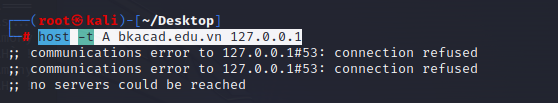 ┌──(root㉿kali)-[~/Desktop]
└─# host -t A bkacad.edu.vn 127.0.0.1
;; communications error to 127.0.0.1#53: connection refused
;; communications error to 127.0.0.1#53: connection refused
;; no servers could be reached